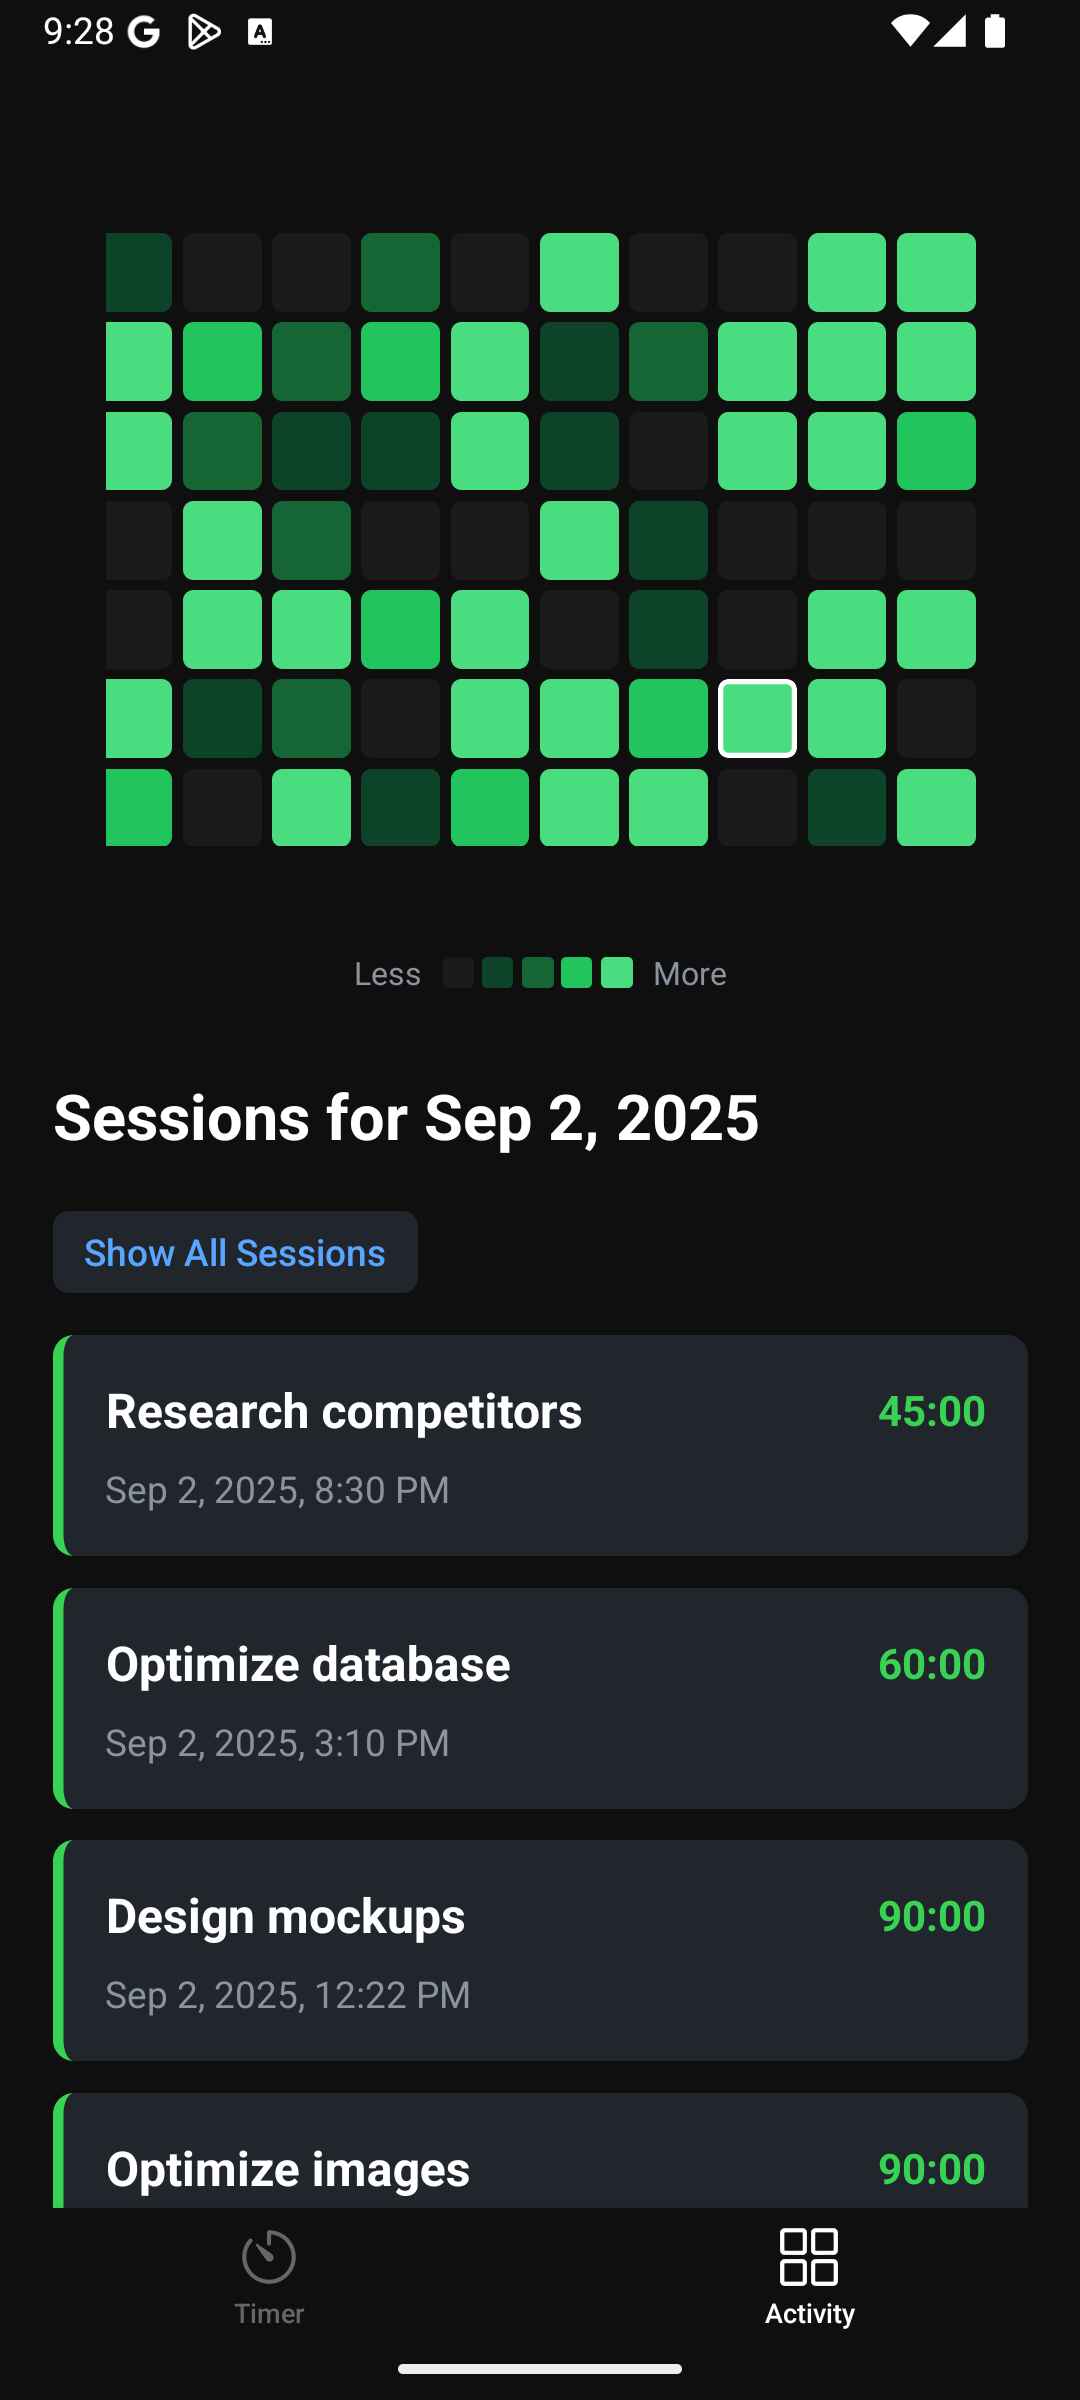 9:28
Less More
Sessions for Sep 2, 2025
Show All Sessions
Research competitors 45:00
Sep 2, 2025, 8:30 PM
Optimize database 60:00
Sep 2, 2025, 3:10 PM
Design mockups 90:00
Sep 2, 2025, 12:22 PM
Optimize images 90:00
Timer Activity